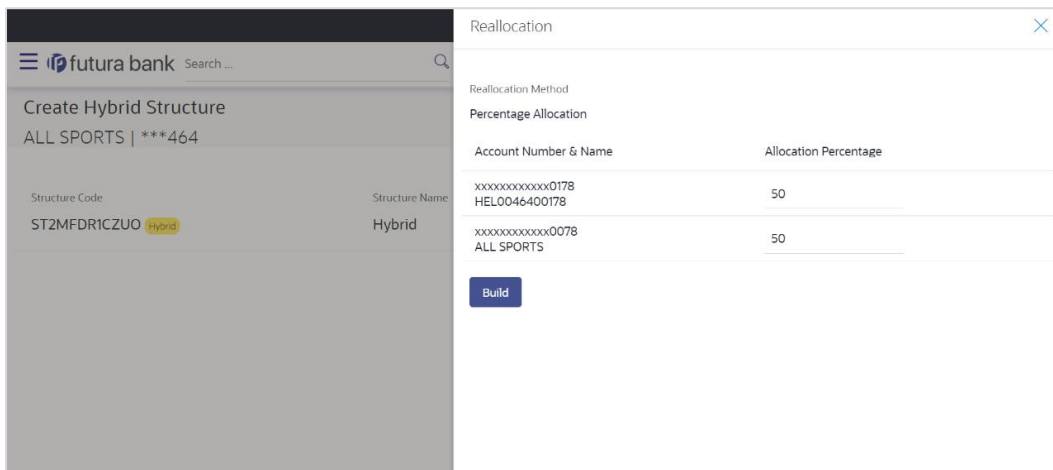 futura bank Search ...
Create Hybrid Structure
ALL SPORTS | ***464
Structure Code Structure Name
ST2MFDR1CZUO Hybrid Hybrid
Reallocation
Reallocation Method
Percentage Allocation
Account Number & Name Allocation Percentage
xxxxxxxxxxxx0178
HEL0046400178
50
xxxxxxxxxxxx0078
ALL SPORTS
50
Build